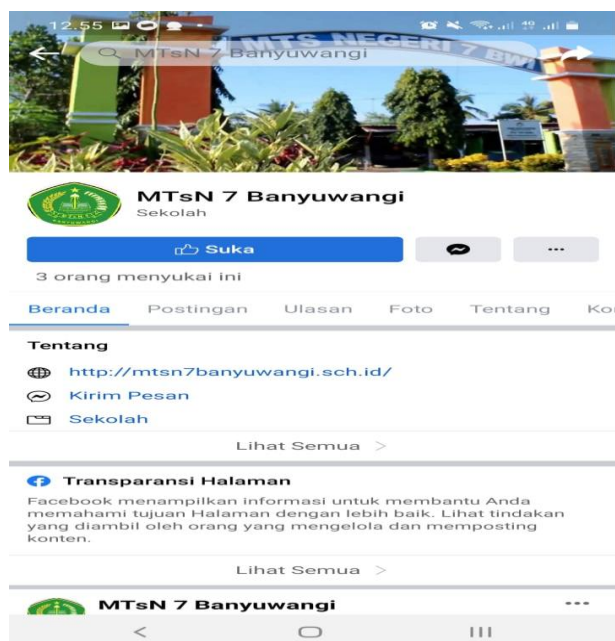 12.55
4G
MTsN 7 Banyuwangi
MTS NEGERI 7 BWI
MTsN 7 Banyuwangi
Sekolah
Suka
3 orang menyukai ini
Beranda Postingan Ulasan Foto Tentang Ko
Tentang
http://mtsn7banyuwangi.sch.id/
Kirim Pesan
Sekolah
Lihat Semua >
Transparansi Halaman
Facebook menampilkan informasi untuk membantu Anda
memahami tujuan Halaman dengan lebih baik. Lihat tindakan
yang diambil oleh orang yang mengelola dan memposting
konten.
Lihat Semua >
MTsN 7 Banyuwangi